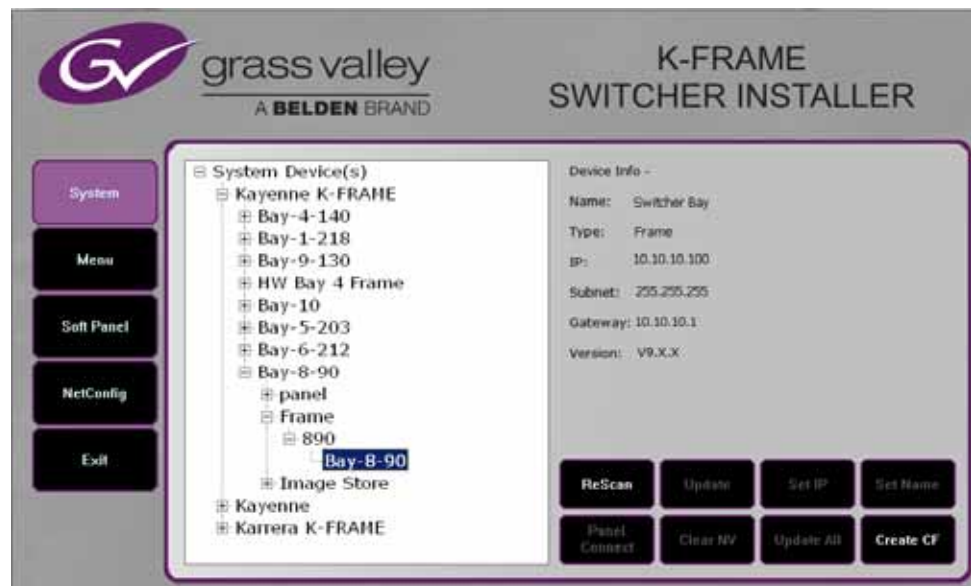 GV
grass valley
A BELDEN BRAND
K-FRAME
SWITCHER INSTALLER
System
Menu
Soft Panel
NetConfig
Exit
System Device(s)
Kayenne K-FRAME
Bay-4-140
Bay-1-218
Bay-9-130
HW Bay 4 Frame
Bay-10
Bay-5-203
Bay-6-212
Bay-8-90
panel
Frame
890
Bay-8-90
Image Store
Kayenne
Karrera K-FRAME
Device Info -
Name: Switcher Bay
Type: Frame
IP: 10.10.10.100
Subnet: 255.255.255
Gateway: 10.10.10.1
Version: V9.X.X
ReScan Update Set IP Set Name
Panel Connect Clear NV Update All Create CF